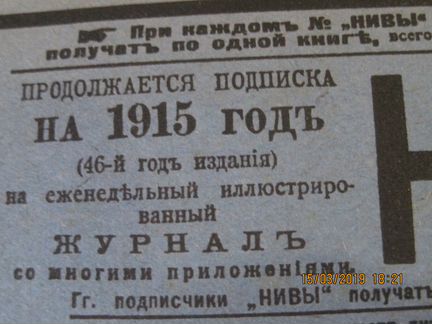 ☛ При каждомъ № „НИВЫ“
получатъ по одной книгѣ, всего
ПРОДОЛЖАЕТСЯ ПОДПИСКА
НА 1915 ГОДЪ
(46-й годъ изданія)
на еженедѣльный иллюстриро-
ванный
ЖУРНАЛЪ
со многими приложеніями
15/03/2019 18:21
Гг. подписчики „НИВЫ“ получатъ